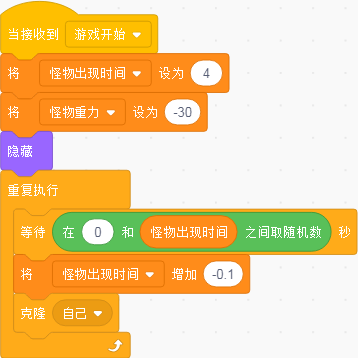 当接收到 游戏开始
将 怪物出现时间 设为 4
将 怪物重力 设为 -30
隐藏
重复执行
等待 在 0 和 怪物出现时间 之间取随机数 秒
将 怪物出现时间 增加 -0.1
克隆 自己